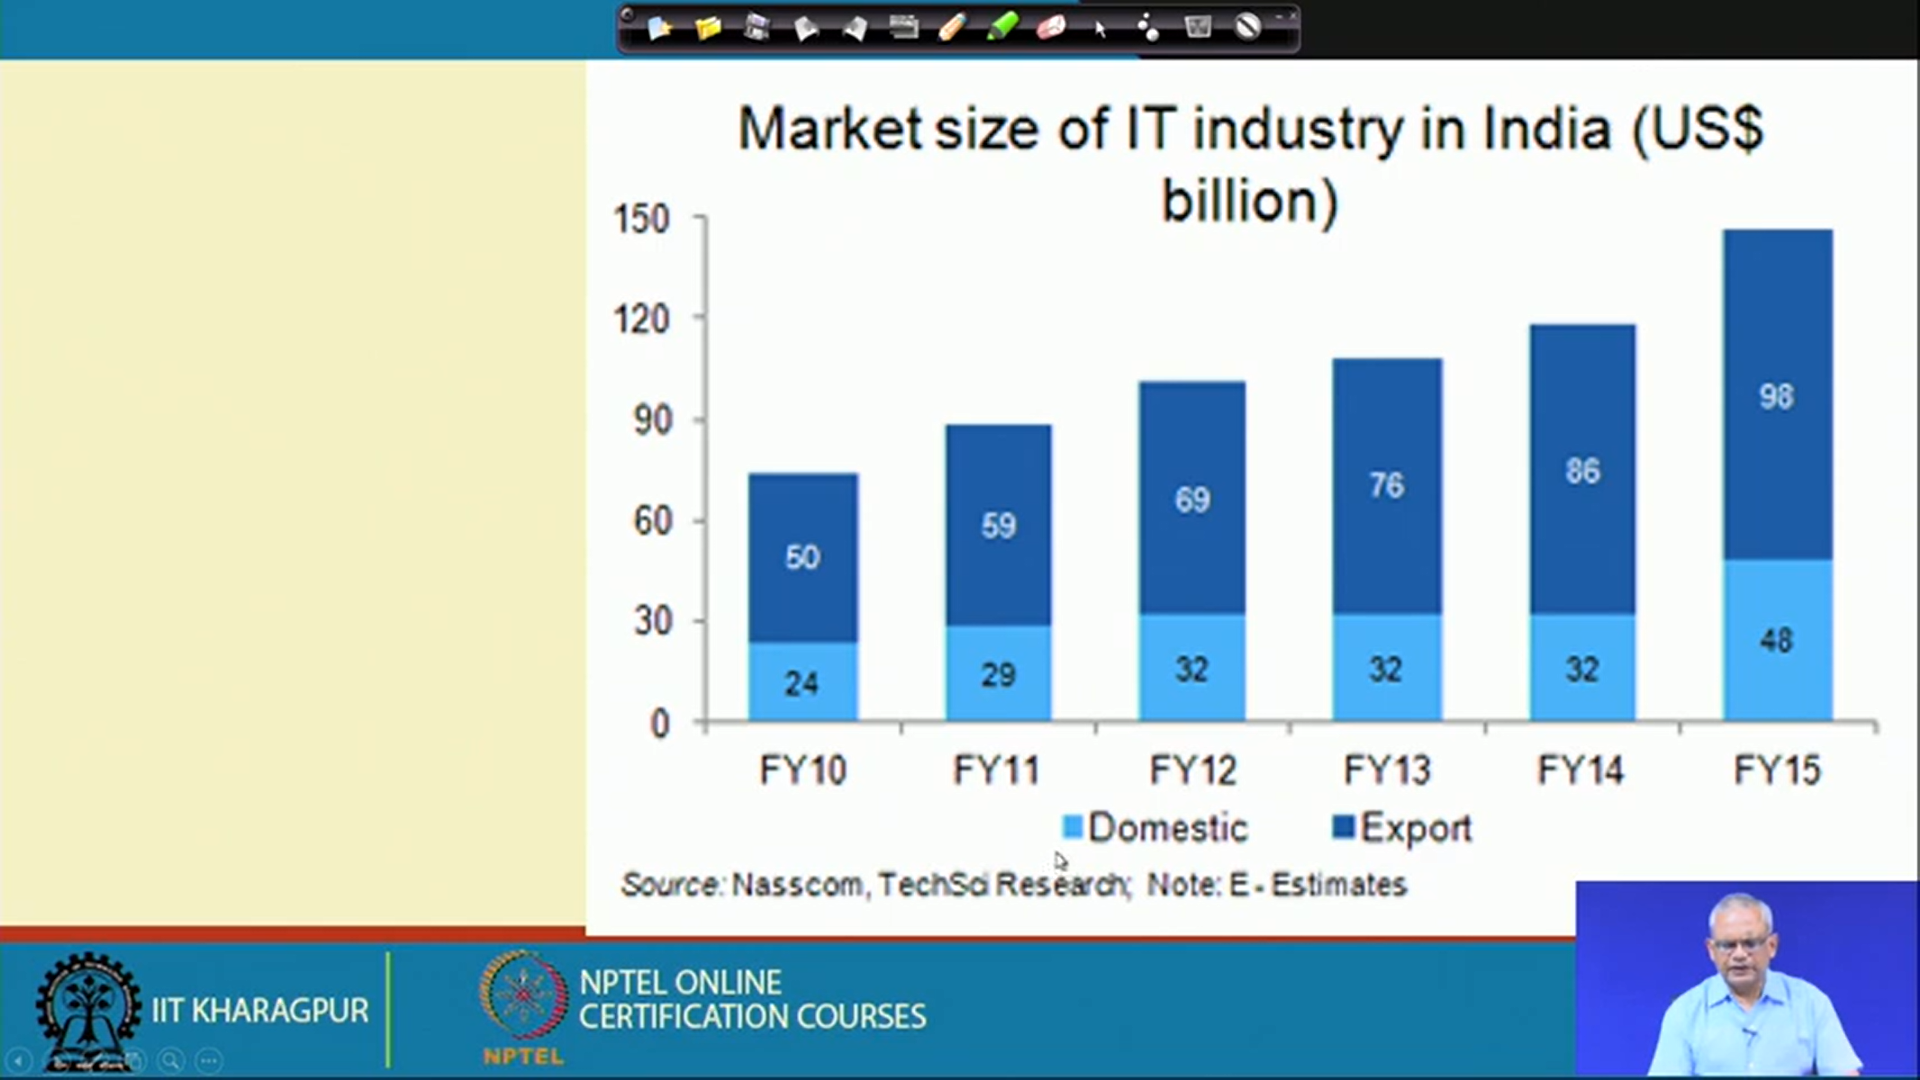 Market size of IT industry in India (US$
billion)
150
120
90
60
30
0
50
59
69
76
86
98
24
29
32
32
32
48
FY10 FY11 FY12 FY13 FY14 FY15
Domestic Export
Source: Nasscom, TechSci Research; Note: E - Estimates
IIT KHARAGPUR
NPTEL
NPTEL ONLINE
CERTIFICATION COURSES